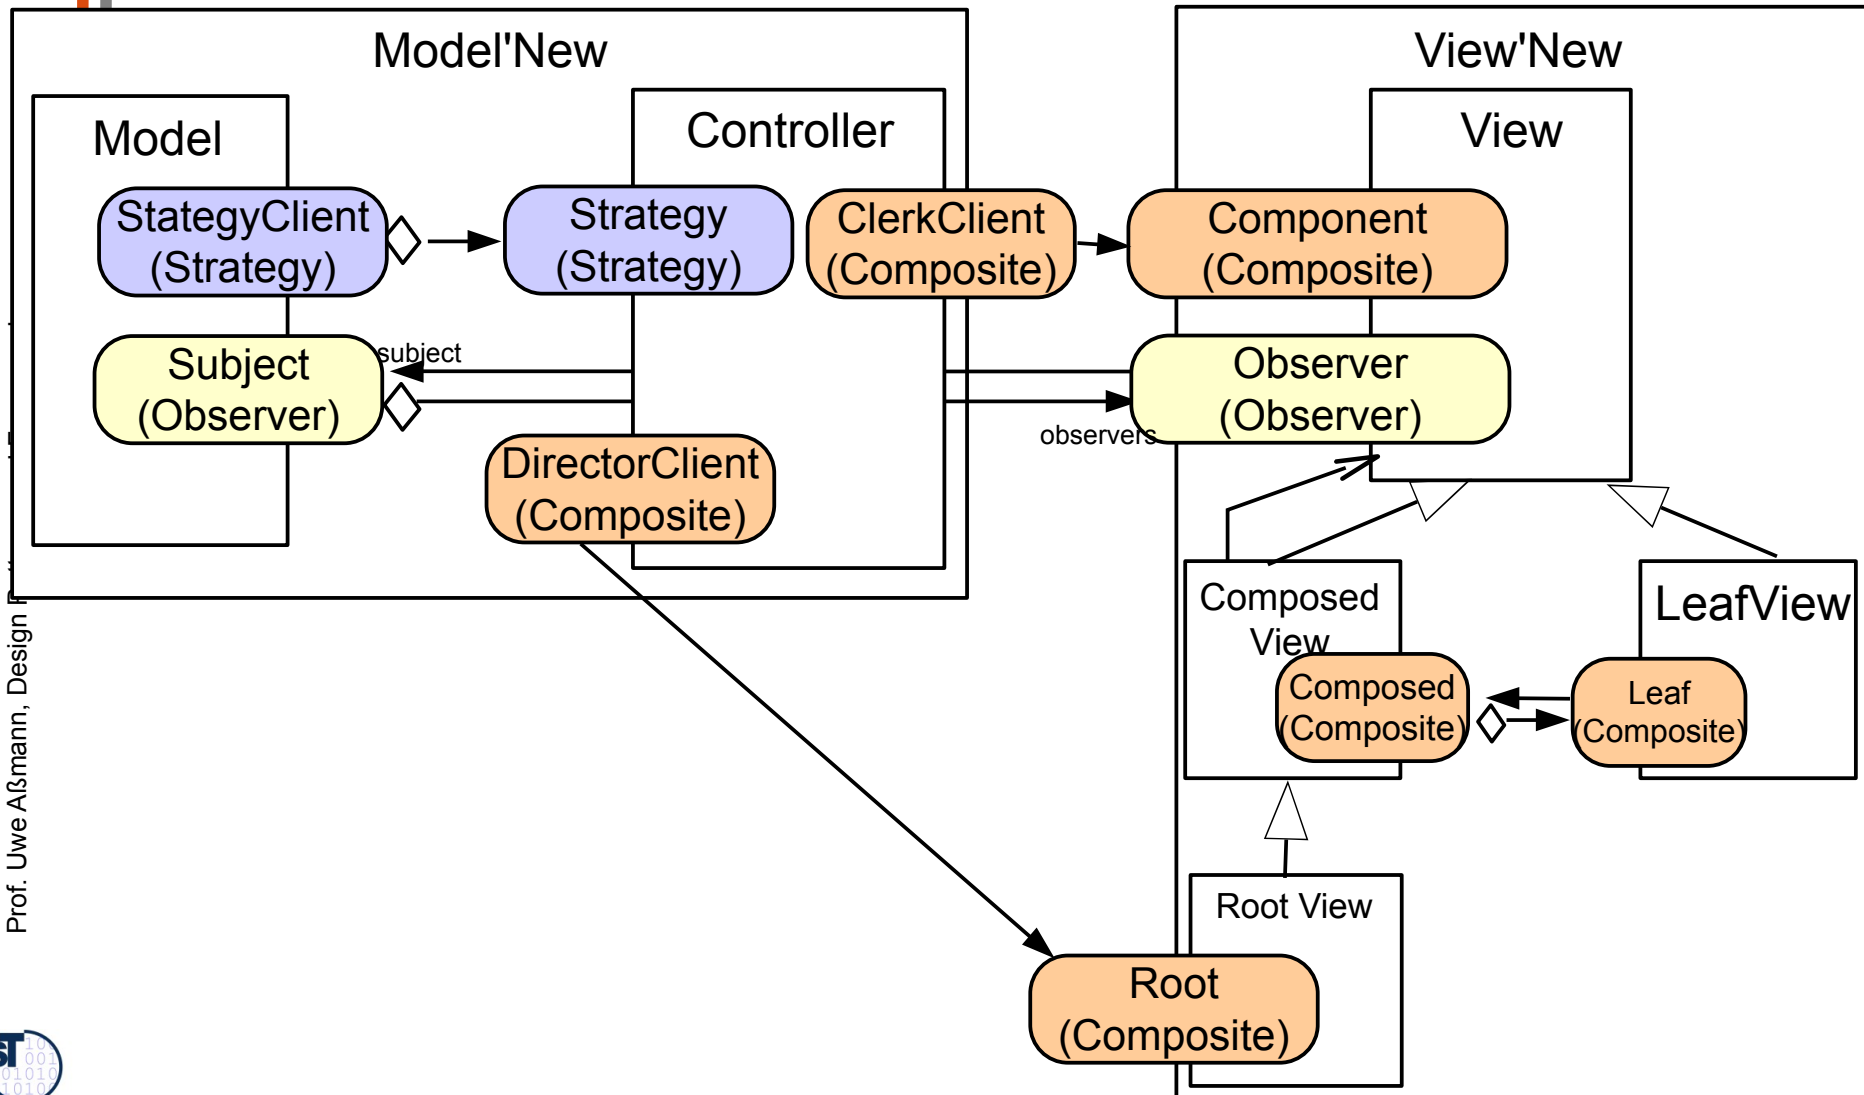 Model'New
View'New
Model
Controller
View
StategyClient
(Strategy)
Strategy
(Strategy)
ClerkClient
(Composite)
Component
(Composite)
Subject
(Observer)
subject
Observer
(Observer)
observers
DirectorClient
(Composite)
Composed
View
LeafView
Composed
(Composite)
Leaf
(Composite)
Root View
Root
(Composite)
Prof. Uwe Aßmann, Design
ST